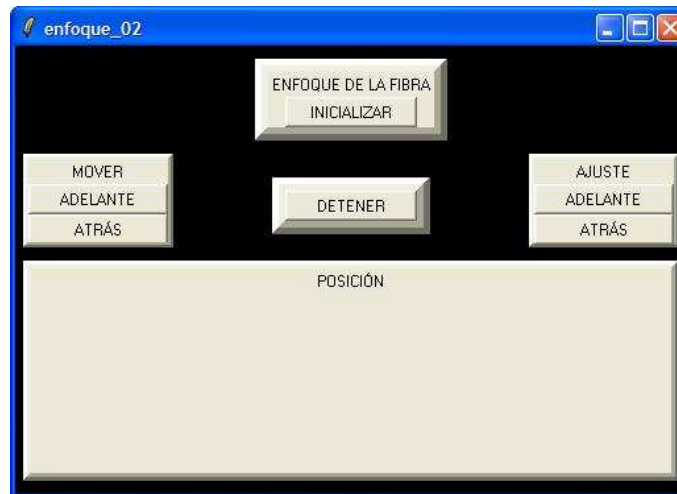 enfoque_02
ENFOQUE DE LA FIBRA
INICIALIZAR
MOVER
ADELANTE
ATRÁS
DETENER
AJUSTE
ADELANTE
ATRÁS
POSICIÓN